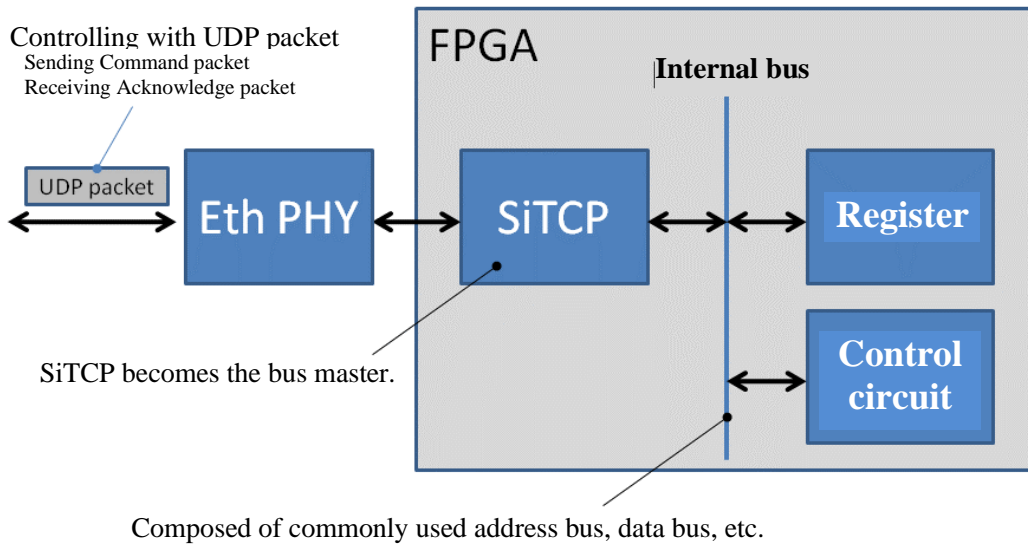 Controlling with UDP packet
Sending Command packet
Receiving Acknowledge packet
FPGA
Internal bus
UDP packet
Eth PHY
SiTCP
Register
SiTCP becomes the bus master.
Control
circuit
Composed of commonly used address bus, data bus, etc.